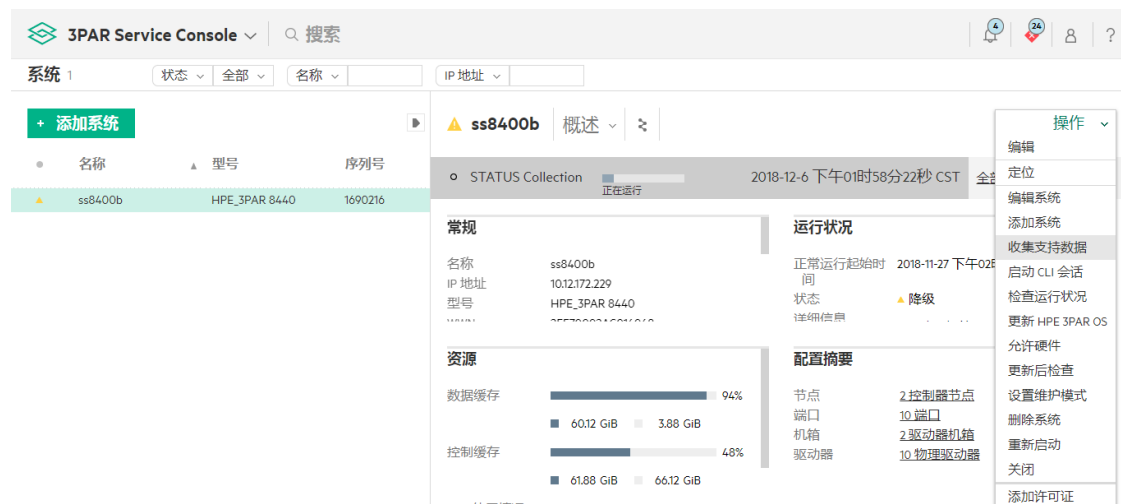 3PAR Service Console 搜索 4 24 ?
系统 1 状态 全部 名称 IP 地址
+ 添加系统
名称 型号 序列号
ss8400b HPE_3PAR 8440 1690216
ss8400b 概述
STATUS Collection 正在运行 2018-12-6 下午01时58分22秒 CST
常规
名称 ss8400b
IP 地址 10.12.172.229
型号 HPE_3PAR 8440
运行状况
正常运行起始时间 2018-11-27 下午02
状态 降级
详细信息
资源
数据缓存 94%
60.12 GiB 3.88 GiB
控制缓存 48%
61.88 GiB 66.12 GiB
配置摘要
节点 2 控制器节点
端口 10 端口
机箱 2 驱动器机箱
驱动器 10 物理驱动器
操作
编辑
定位
编辑系统
添加系统
收集支持数据
启动 CLI 会话
检查运行状况
更新 HPE 3PAR OS
允许硬件
更新后检查
设置维护模式
删除系统
重新启动
关闭
添加许可证